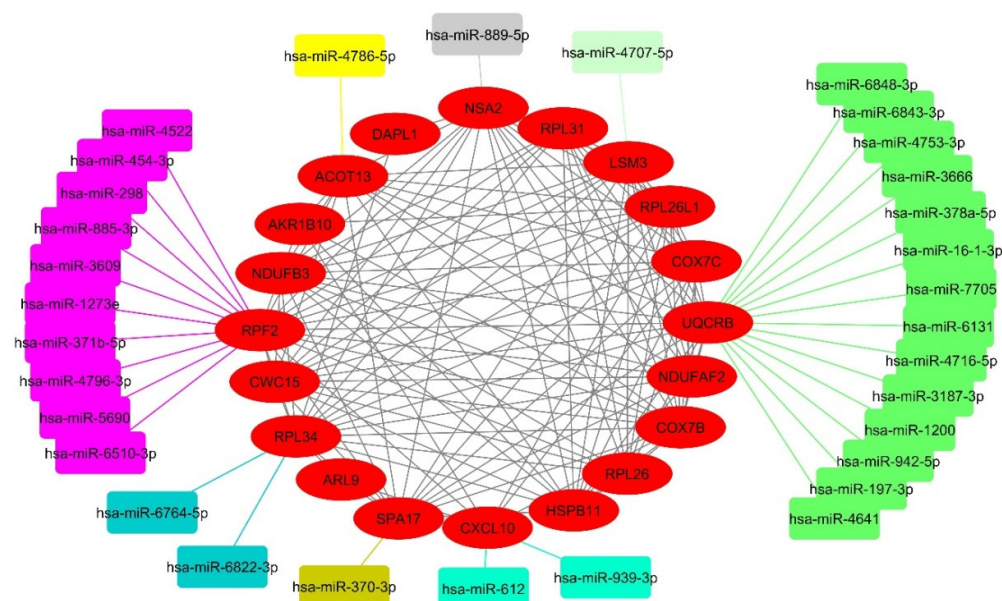 hsa-miR-889-5p
hsa-miR-4786-5p
hsa-miR-4707-5p
hsa-miR-4522
hsa-miR-454-3p
hsa-miR-298
hsa-miR-885-3p
hsa-miR-3609
hsa-miR-1273e
hsa-miR-371b-5p
hsa-miR-4796-3p
hsa-miR-5690
hsa-miR-6510-3p
NSA2
DAPL1
RPL31
ACOT13
LSM3
AKR1B10
RPL26L1
NDUFB3
COX7C
RPF2
UQCRB
CWC15
NDUFAF2
RPL34
COX7B
ARL9
RPL26
SPA17
CXCL10
HSPB11
hsa-miR-6848-3p
hsa-miR-6843-3p
hsa-miR-4753-3p
hsa-miR-3666
hsa-miR-378a-5p
hsa-miR-16-1-3p
hsa-miR-7705
hsa-miR-6131
hsa-miR-4716-5p
hsa-miR-3187-3p
hsa-miR-1200
hsa-miR-942-5p
hsa-miR-197-3p
hsa-miR-4641
hsa-miR-6764-5p
hsa-miR-6822-3p
hsa-miR-370-3p
hsa-miR-612
hsa-miR-939-3p